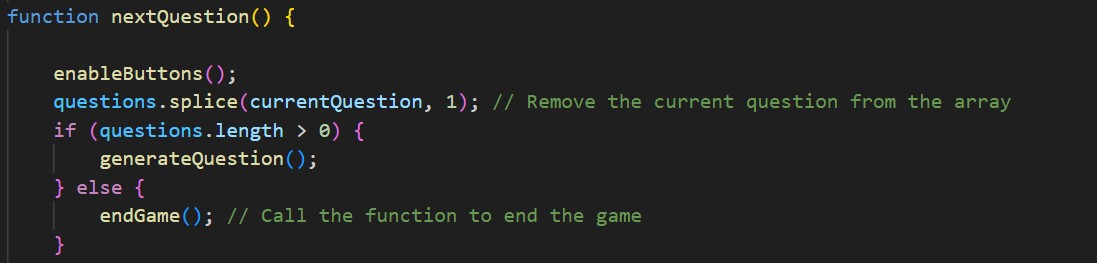 function nextQuestion() {
enableButtons();
questions.splice(currentQuestion, 1); // Remove the current question from the array
if (questions.length > 0) {
generateQuestion();
} else {
endGame(); // Call the function to end the game
}